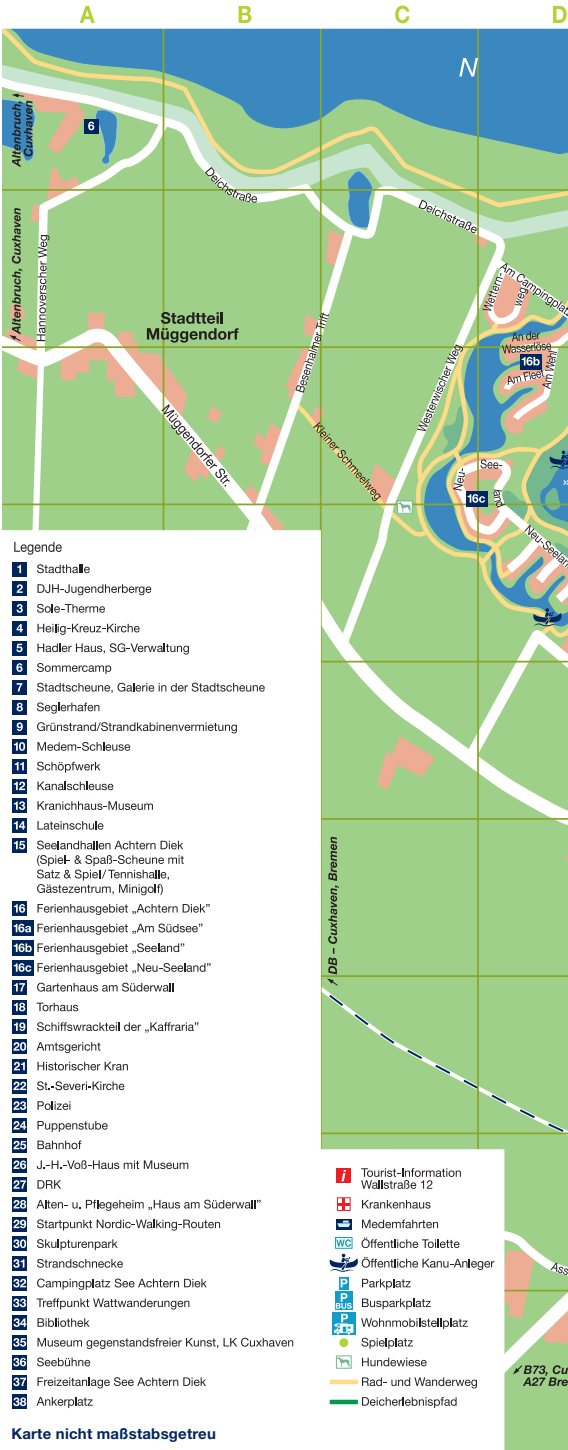 A B C D
N
Altenbruch,
Cuxhaven
6
Deichstraße
Deichstraße
Altenbruch, Cuxhaven
Hannoverscher Weg
Stadtteil
Müggendorf
Besenhalmer Trift
Wettern-
weg
Am Campingplatz
An der
Wasserlöse
16b
Am Fleet
Am Wehl
Westerwischer Weg
Müggendorfer Str.
Kleiner Schmeelweg
Neu-
See-
land
16c
Neu-Seeland
Legende
1 Stadthalle
2 DJH-Jugendherberge
3 Sole-Therme
4 Heilig-Kreuz-Kirche
5 Hadler Haus, SG-Verwaltung
6 Sommercamp
7 Stadtscheune, Galerie in der Stadtscheune
8 Seglerhafen
9 Grünstrand/Strandkabinenvermietung
10 Medem-Schleuse
11 Schöpfwerk
12 Kanalschleuse
13 Kranichhaus-Museum
14 Lateinschule
15 Seelandhallen Achtern Diek
(Spiel- & Spaß-Scheune mit
Satz & Spiel/Tennishalle,
Gästezentrum, Minigolf)
16 Ferienhausgebiet „Achtern Diek"
16a Ferienhausgebiet „Am Südsee"
16b Ferienhausgebiet „Seeland"
16c Ferienhausgebiet „Neu-Seeland"
17 Gartenhaus am Süderwall
18 Torhaus
19 Schiffswrackteil der „Kaffraria"
20 Amtsgericht
21 Historischer Kran
22 St.-Severi-Kirche
23 Polizei
24 Puppenstube
25 Bahnhof
26 J.-H.-Voß-Haus mit Museum
27 DRK
28 Alten- u. Pflegeheim „Haus am Süderwall"
29 Startpunkt Nordic-Walking-Routen
30 Skulpturenpark
31 Strandschnecke
32 Campingplatz See Achtern Diek
33 Treffpunkt Wattwanderungen
34 Bibliothek
35 Museum gegenstandsfreier Kunst, LK Cuxhaven
36 Seebühne
37 Freizeitanlage See Achtern Diek
38 Ankerplatz
Karte nicht maßstabsgetreu
DB – Cuxhaven, Bremen
i Tourist-Information
Wallstraße 12
Krankenhaus
Medemfahrten
WC Öffentliche Toilette
Öffentliche Kanu-Anleger
P Parkplatz
P BUS Busparkplatz
P Wohnmobilstellplatz
Spielplatz
Hundewiese
Rad- und Wanderweg
Deicherlebnispfad
Ass
B73, Cu
A27 Bre